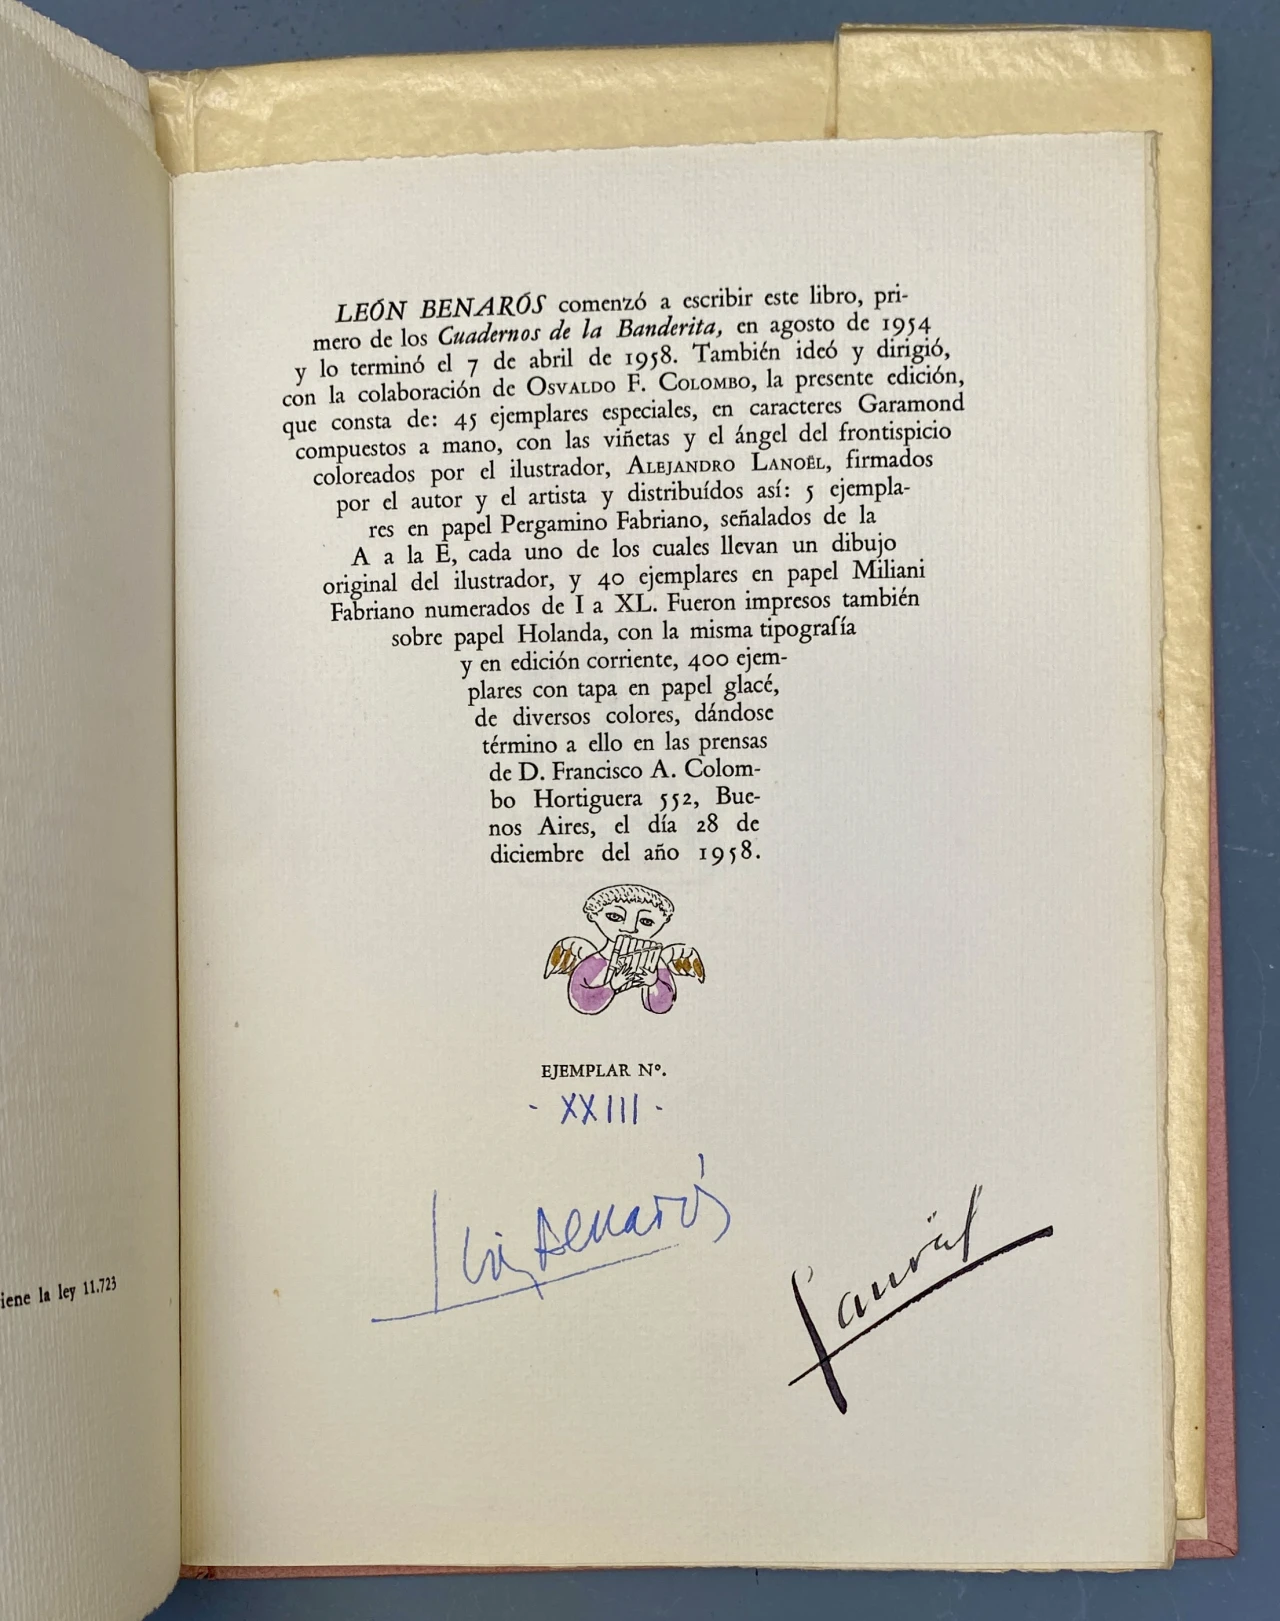 LEÓN BENARÓS comenzó a escribir este libro, pri-
mero de los Cuadernos de la Banderita, en agosto de 1954
y lo terminó el 7 de abril de 1958. También ideó y dirigió,
con la colaboración de OSVALDO F. COLOMBO, la presente edición,
que consta de: 45 ejemplares especiales, en caracteres Garamond
compuestos a mano, con las viñetas y el ángel del frontispicio
coloreados por el ilustrador, ALEJANDRO LANOËL, firmados
por el autor y el artista y distribuídos así: 5 ejempla-
res en papel Pergamino Fabriano, señalados de la
A a la E, cada uno de los cuales llevan un dibujo
original del ilustrador, y 40 ejemplares en papel Miliani
Fabriano numerados de I a XL. Fueron impresos también
sobre papel Holanda, con la misma tipografía
y en edición corriente, 400 ejem-
plares con tapa en papel glacé,
de diversos colores, dándose
término a ello en las prensas
de D. Francisco A. Colom-
bo Hortiguera 552, Bue-
nos Aires, el día 28 de
diciembre del año 1958.
EJEMPLAR Nº.
- XXIII -
León Benarós
Lanoël
iene la ley 11.723